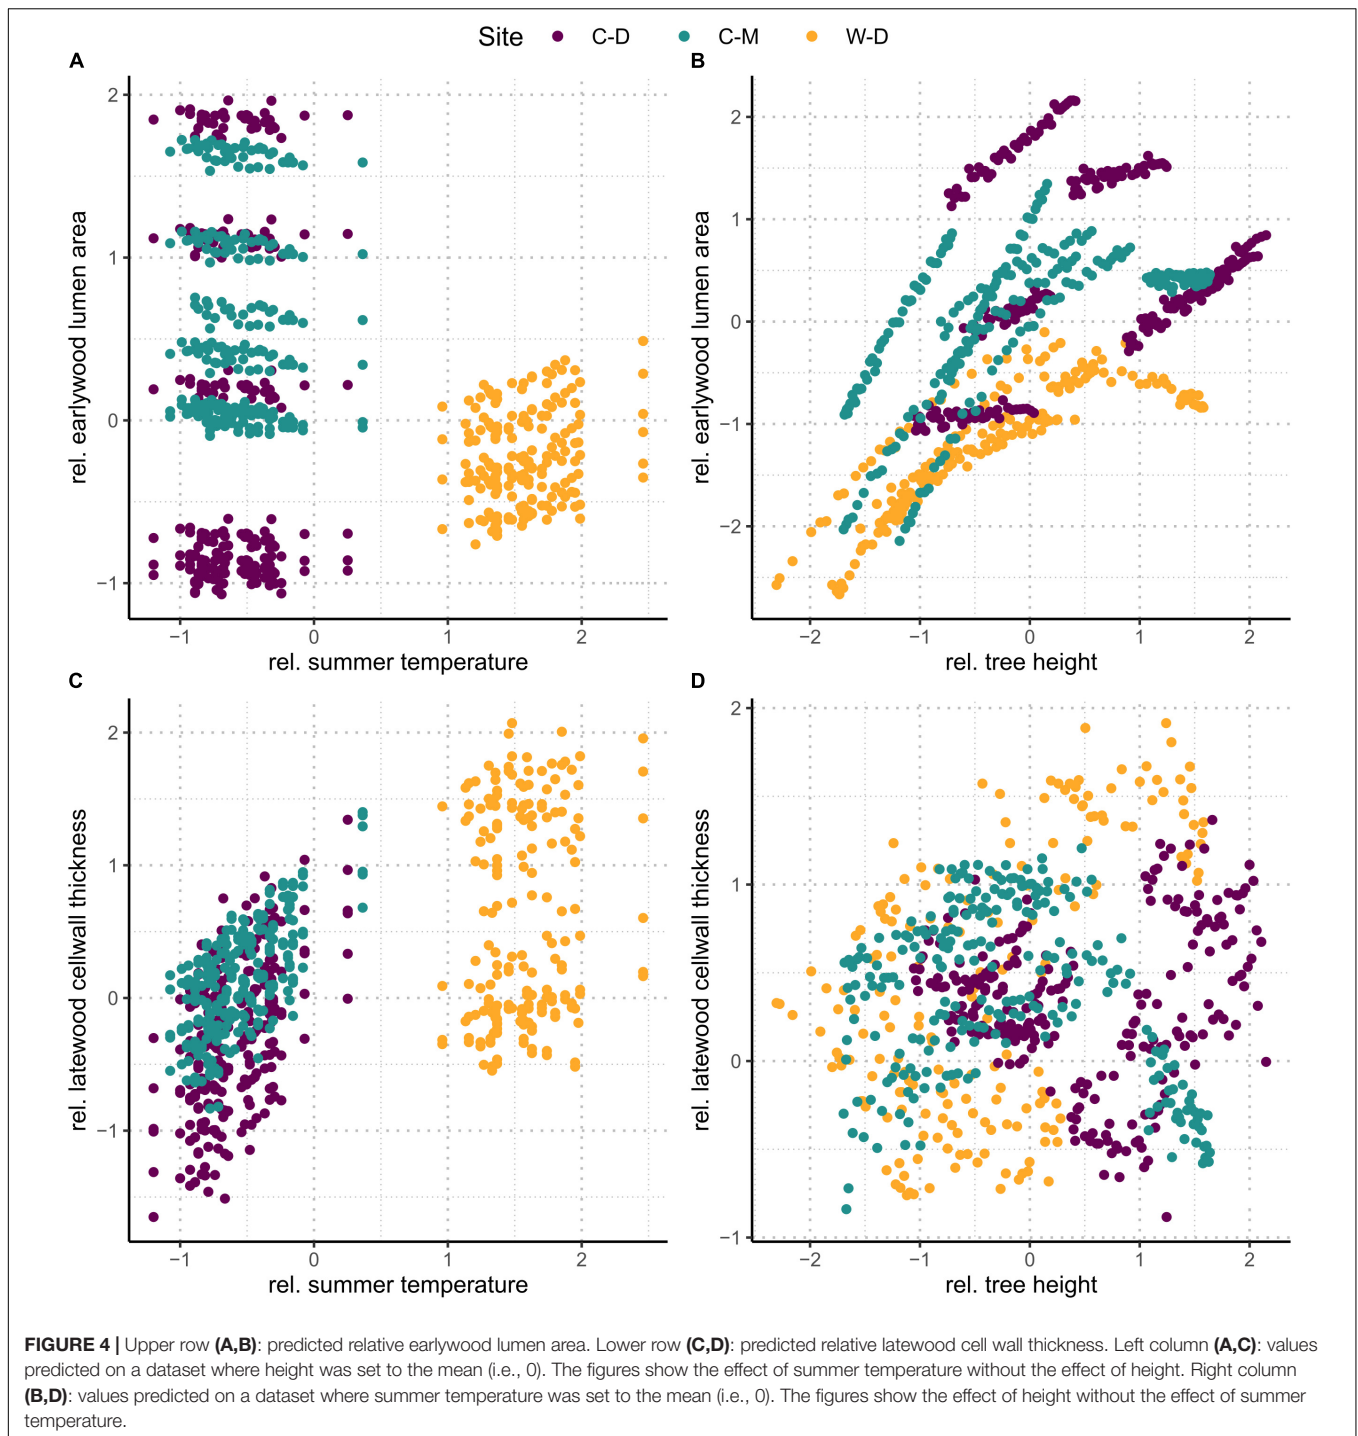 Site C-D C-M W-D
A
2
1
0
−1
−1 0 1 2
rel. earlywood lumen area
rel. summer temperature
B
2
1
0
−1
−2
−2 −1 0 1 2
rel. earlywood lumen area
rel. tree height
C
2
1
0
−1
−1 0 1 2
rel. latewood cellwall thickness
rel. summer temperature
D
2
1
0
−1
−2 −1 0 1 2
rel. latewood cellwall thickness
rel. tree height
FIGURE 4 | Upper row (A,B): predicted relative earlywood lumen area. Lower row (C,D): predicted relative latewood cell wall thickness. Left column (A,C): values
predicted on a dataset where height was set to the mean (i.e., 0). The figures show the effect of summer temperature without the effect of height. Right column
(B,D): values predicted on a dataset where summer temperature was set to the mean (i.e., 0). The figures show the effect of height without the effect of summer
temperature.